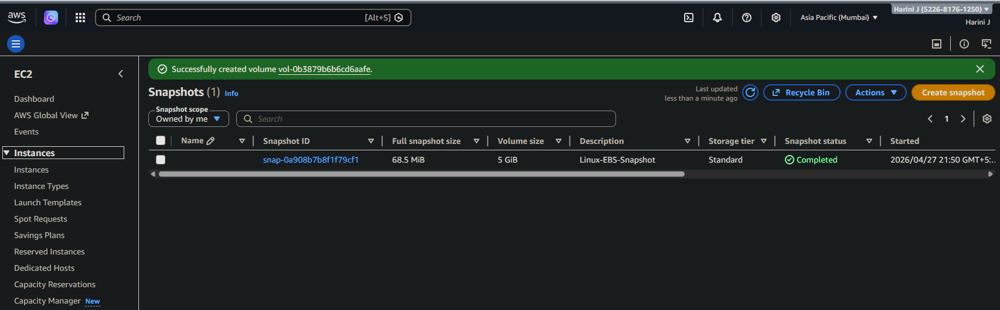 aws
Search [Alt+S]
Asia Pacific (Mumbai)
Harini J (5226-8176-1250)
Harini J
EC2
Dashboard
AWS Global View
Events
Instances
Instances
Instance Types
Launch Templates
Spot Requests
Savings Plans
Reserved Instances
Dedicated Hosts
Capacity Reservations
Capacity Manager New
Successfully created volume vol-0b3879b6b6cd6aafe.
Snapshots (1) Info
Last updated
less than a minute ago
Recycle Bin
Actions
Create snapshot
Snapshot scope
Owned by me
Search
1
Name Snapshot ID Full snapshot size Volume size Description Storage tier Snapshot status Started
snap-0a908b7b8f1f79cf1 68.5 MiB 5 GiB Linux-EBS-Snapshot Standard Completed 2026/04/27 21:50 GMT+5:...